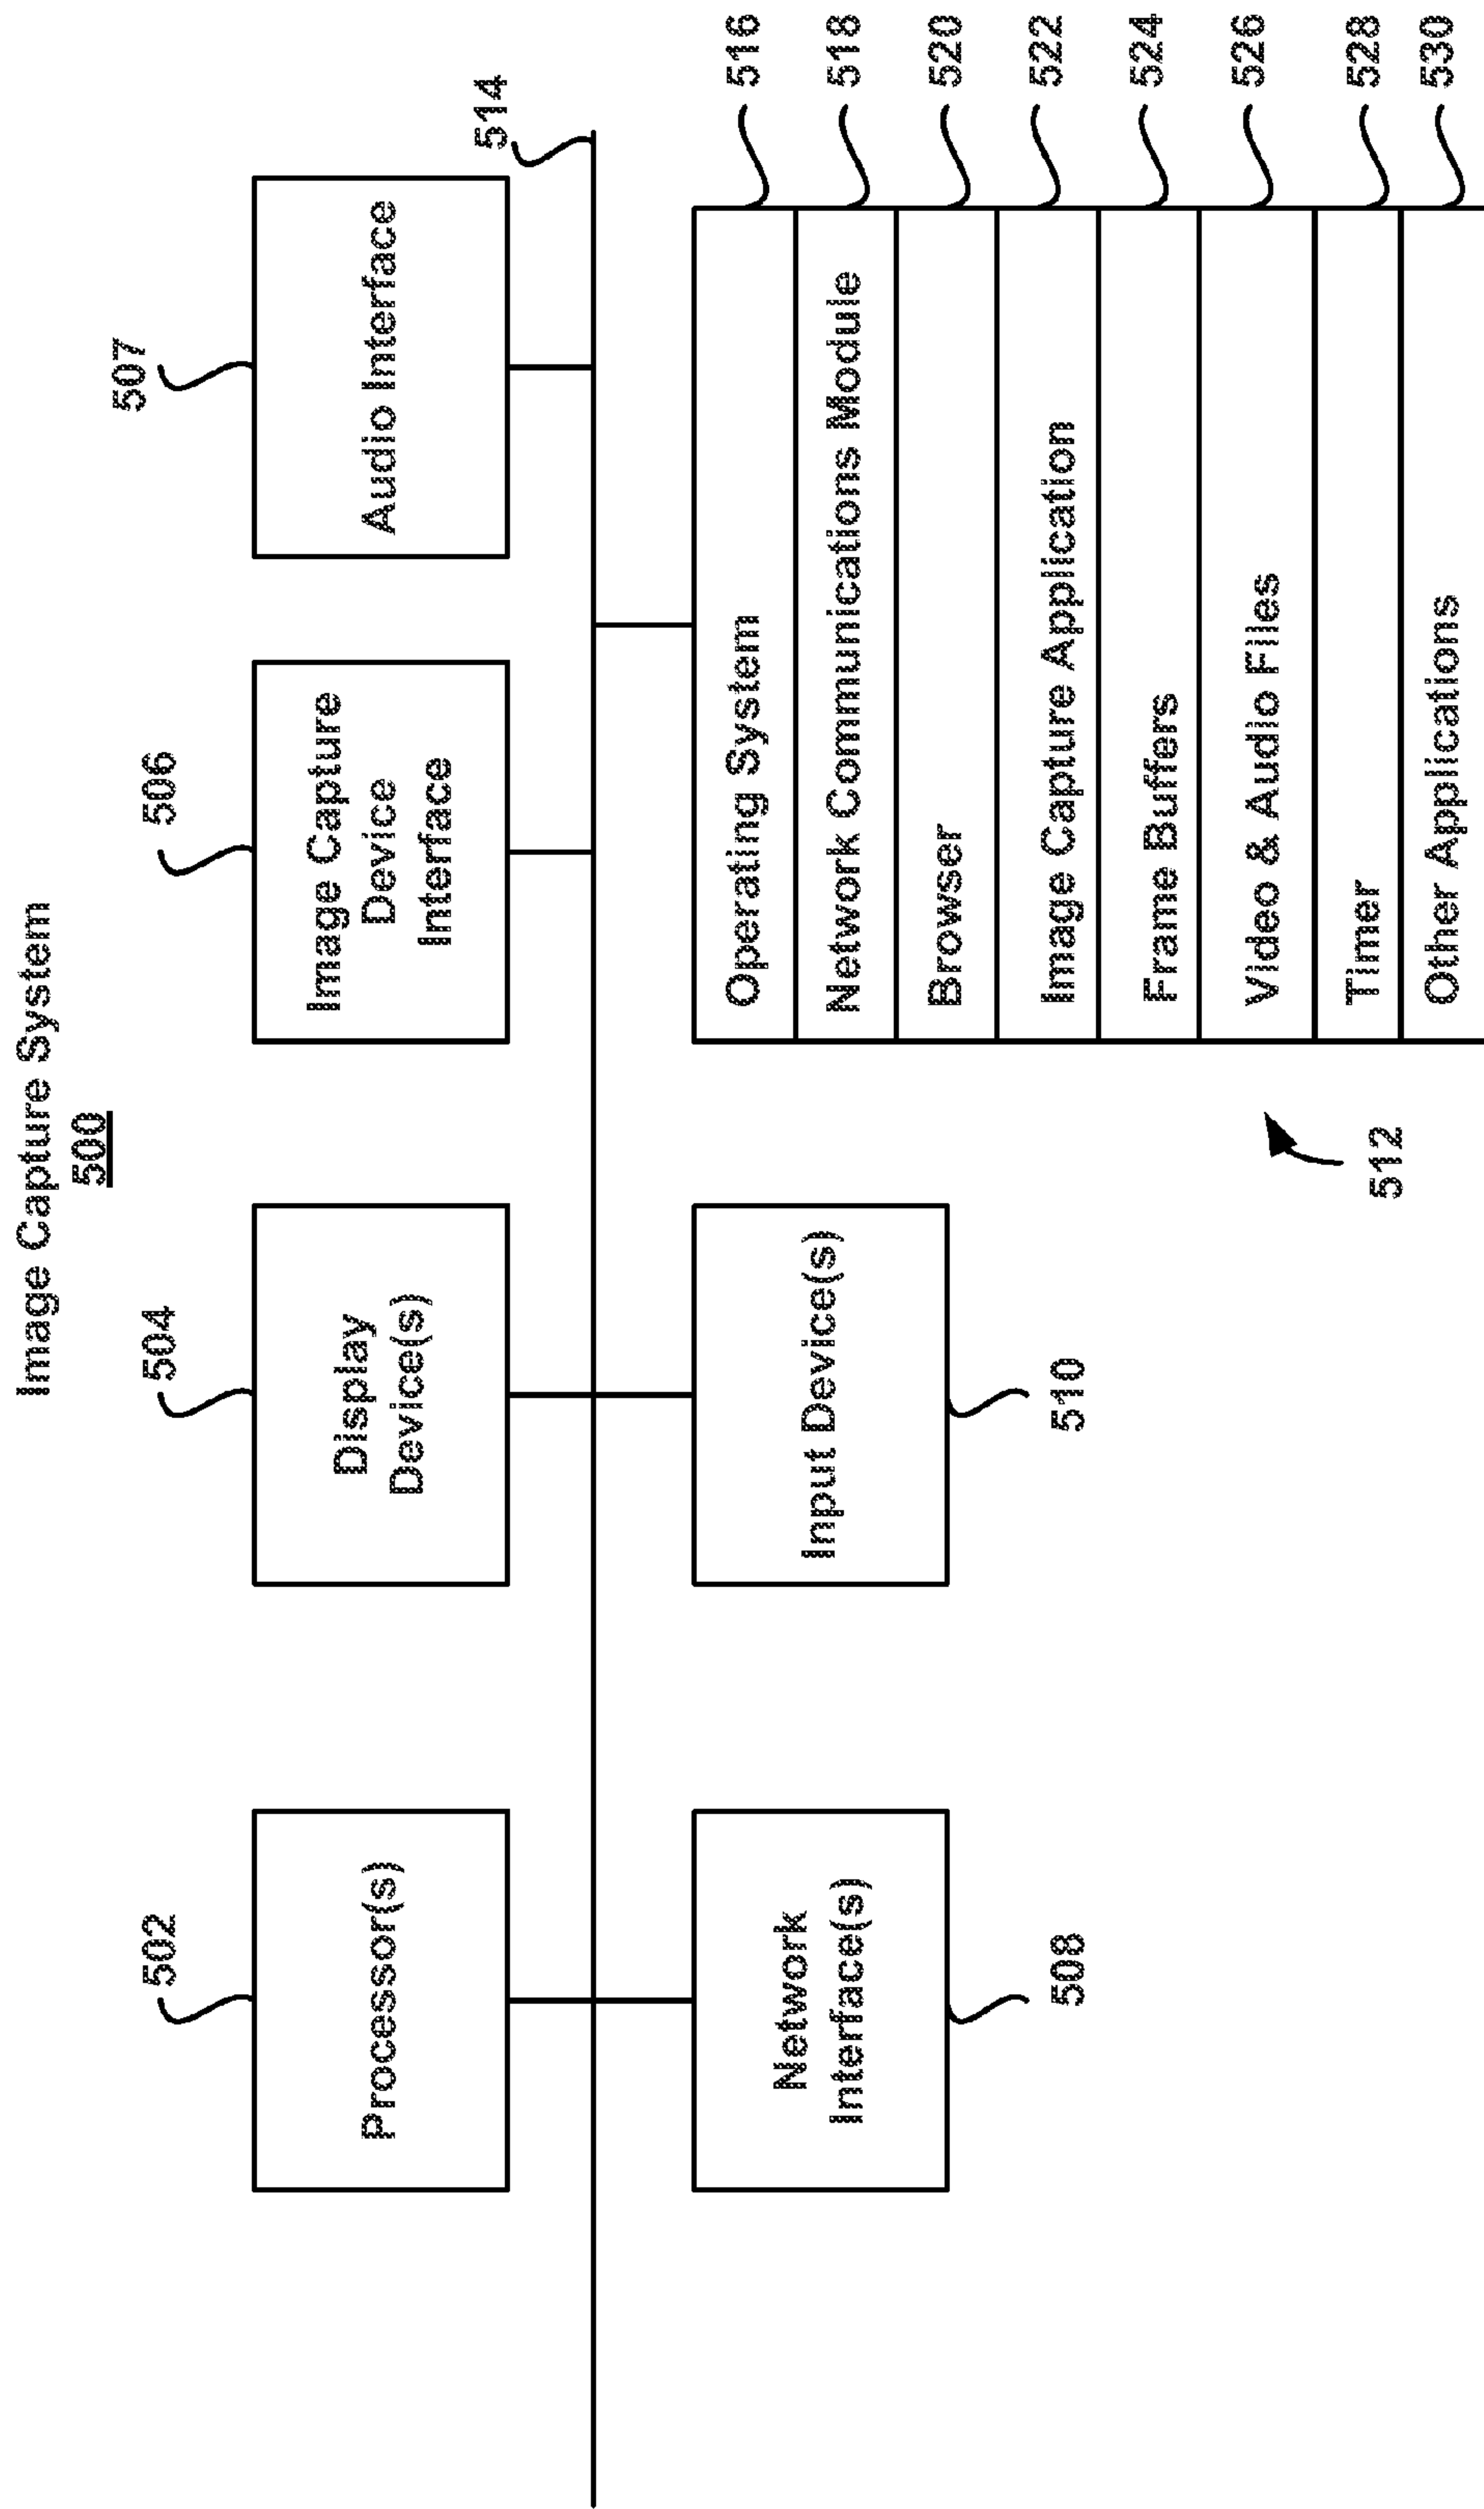 Image Capture System
500
502
504
506
507
Processor(s)
Display
Device(s)
Image Capture
Device
Interface
Audio Interface
514
Network
Interface(s)
508
Input Device(s)
510
512
Operating System
516
Network Communications Module
518
Browser
520
Image Capture Application
522
Frame Buffers
524
Video & Audio Files
526
Timer
528
Other Applications
530